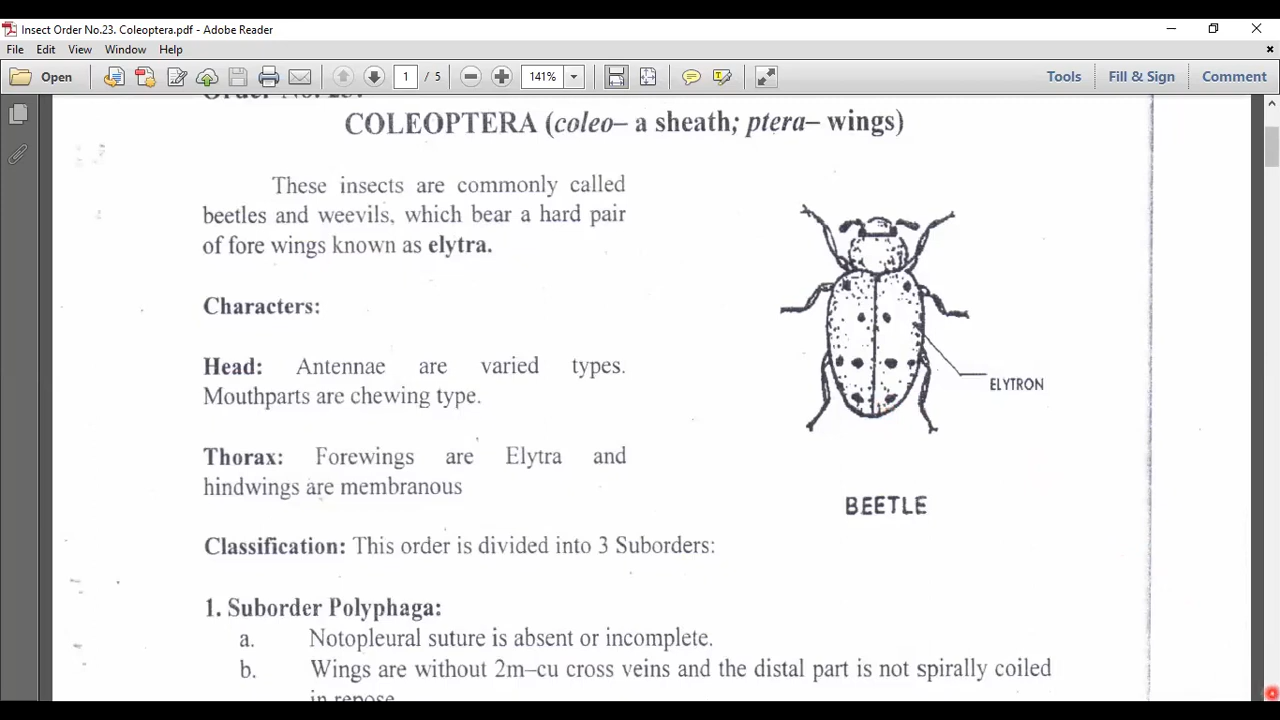 Insect Order No.23. Coleoptera.pdf - Adobe Reader
File Edit View Window Help
Open 1 / 5 141% Tools Fill & Sign Comment
Order No. 23:
COLEOPTERA (coleo– a sheath; ptera– wings)
These insects are commonly called
beetles and weevils, which bear a hard pair
of fore wings known as elytra.
Characters:
Head: Antennae are varied types.
Mouthparts are chewing type.
Thorax: Forewings are Elytra and
hindwings are membranous
ELYTRON
BEETLE
Classification: This order is divided into 3 Suborders:
1. Suborder Polyphaga:
a. Notopleural suture is absent or incomplete.
b. Wings are without 2m–cu cross veins and the distal part is not spirally coiled
in repose